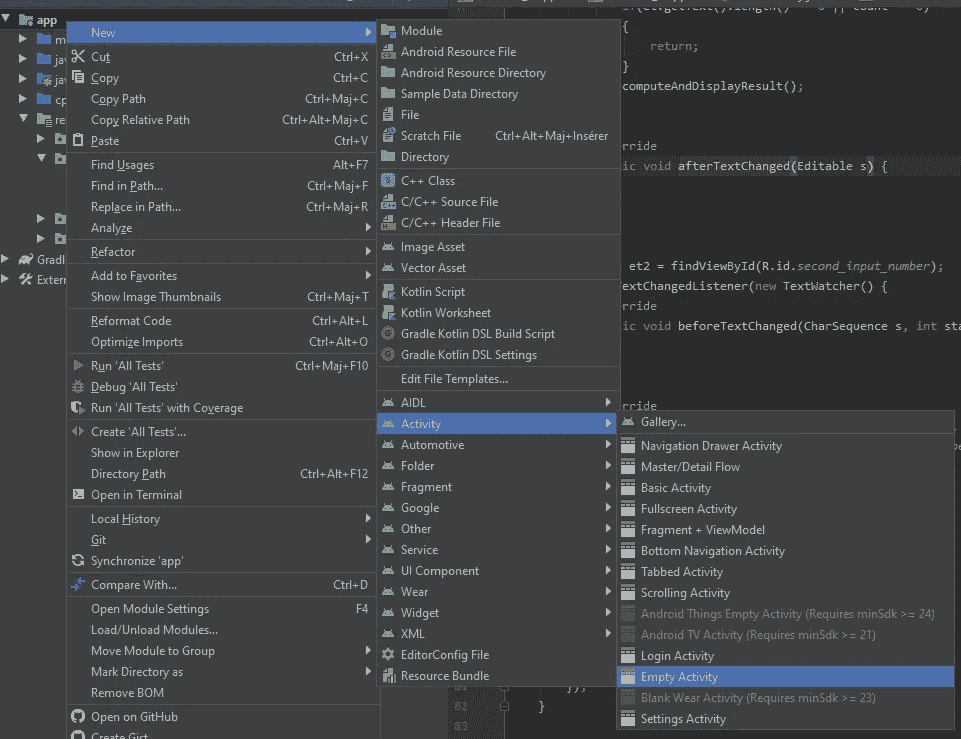 app
New
Cut Ctrl+X
Copy Ctrl+C
Copy Path Ctrl+Maj+C
Copy Relative Path Ctrl+Alt+Maj+C
Paste Ctrl+V
Find Usages Alt+F7
Find in Path... Ctrl+Maj+F
Replace in Path... Ctrl+Maj+R
Analyze
Refactor
Add to Favorites
Show Image Thumbnails Ctrl+Maj+T
Reformat Code Ctrl+Alt+L
Optimize Imports Ctrl+Alt+O
Run 'All Tests' Ctrl+Maj+F10
Debug 'All Tests'
Run 'All Tests' with Coverage
Create 'All Tests'...
Show in Explorer
Directory Path Ctrl+Alt+F12
Open in Terminal
Local History
Git
Synchronize 'app'
Compare With... Ctrl+D
Open Module Settings F4
Load/Unload Modules...
Move Module to Group
Mark Directory as
Remove BOM
Open on GitHub
Create Gist
Gradl
Extern
Module
Android Resource File
Android Resource Directory
Sample Data Directory
File
Scratch File Ctrl+Alt+Maj+Insérer
Directory
C++ Class
C/C++ Source File
C/C++ Header File
Image Asset
Vector Asset
Kotlin Script
Kotlin Worksheet
Gradle Kotlin DSL Build Script
Gradle Kotlin DSL Settings
Edit File Templates...
AIDL
Activity
Automotive
Folder
Fragment
Google
Other
Service
UI Component
Wear
Widget
XML
EditorConfig File
Resource Bundle
Gallery...
Navigation Drawer Activity
Master/Detail Flow
Basic Activity
Fullscreen Activity
Fragment + ViewModel
Bottom Navigation Activity
Tabbed Activity
Scrolling Activity
Android Things Empty Activity (Requires minSdk >= 24)
Android TV Activity (Requires minSdk >= 21)
Login Activity
Empty Activity
Blank Wear Activity (Requires minSdk >= 23)
Settings Activity
{
return;
}
computeAndDisplayResult();
rride
ic void afterTextChanged(Editable s) {
et2 = findViewById(R.id.second_input_number);
extChangedListener(new TextWatcher() {
rride
ic void beforeTextChanged(CharSequence s, int sta
rride
});
82 }
83